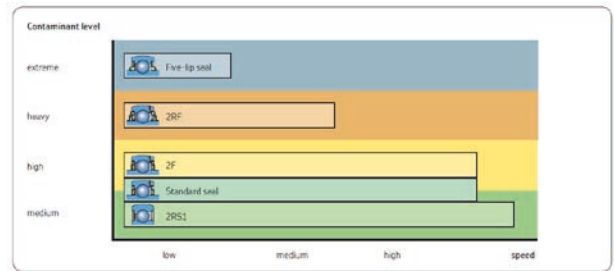 Contaminant level
extreme
Five-lip seal
heavy
2RF
high
2F
Standard seal
medium
2RS1
low medium high speed